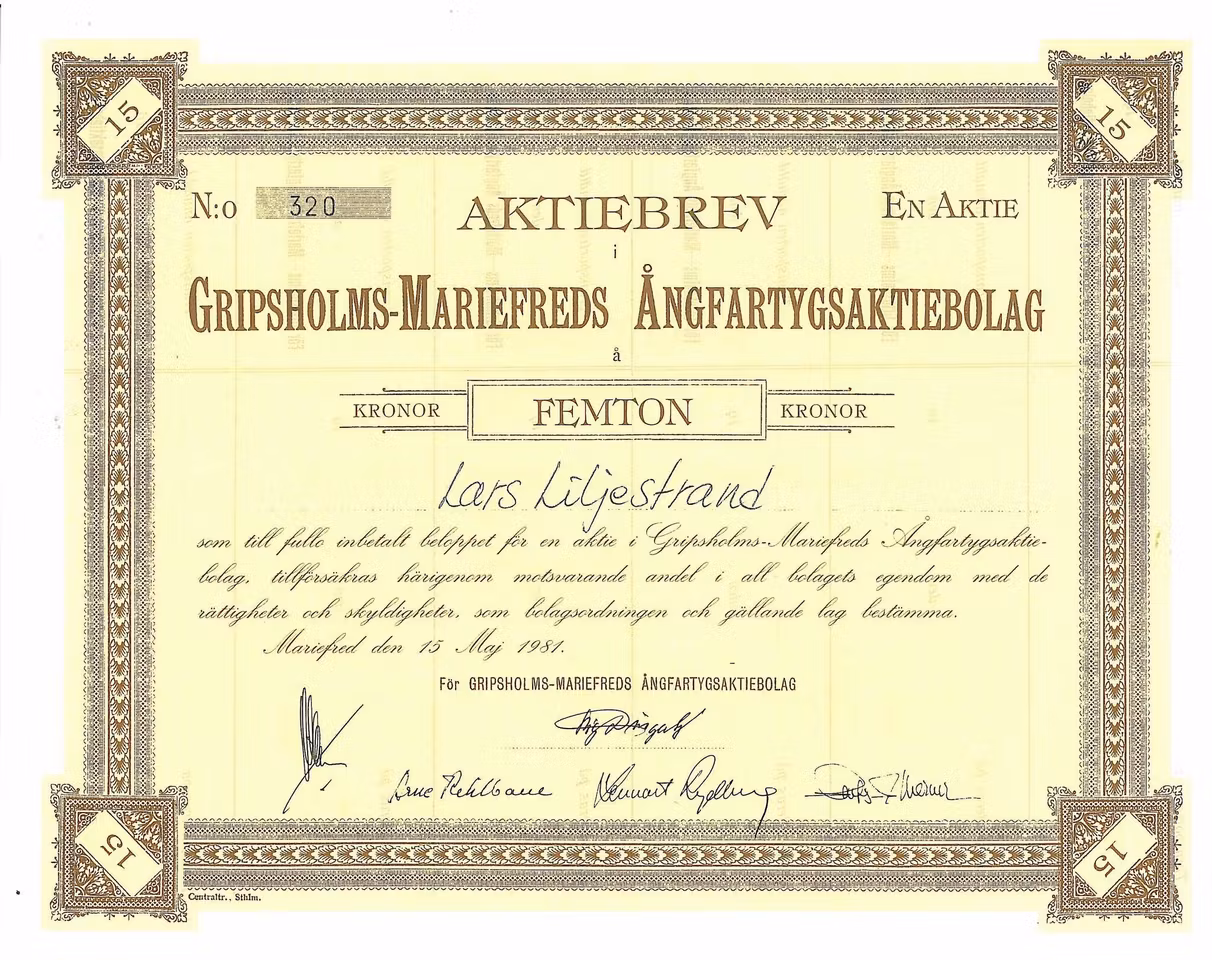 15
15
N:o 320 AKTIEBREV EN AKTIE
i
GRIPSHOLMS-MARIEFREDS ÅNGFARTYGSAKTIEBOLAG
å
KRONOR FEMTON KRONOR
Lars Liljestrand
som till fullo inbetalt beloppet för en aktie i Gripsholms-Mariefreds Ångfartygsaktie-
bolag, tillförsäkras härigenom motsvarande andel i all bolagets egendom med de
rättigheter och skyldigheter, som bolagsordningen och gällande lag bestämma.
Mariefred den 15 Maj 1981.
För GRIPSHOLMS-MARIEFREDS ÅNGFARTYGSAKTIEBOLAG
Arne
15
15
Centraltr., Sthlm.